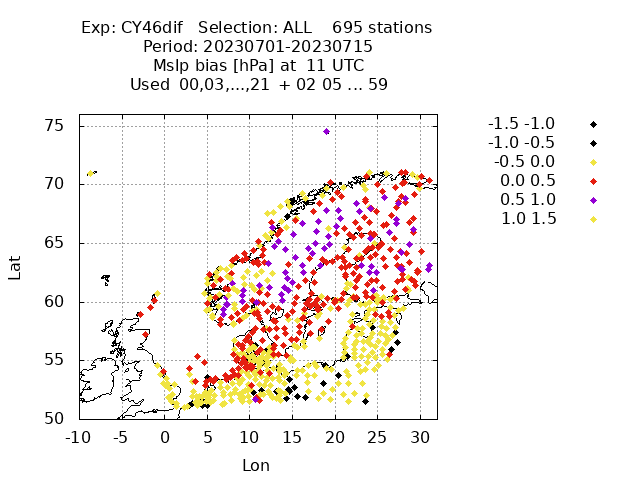 Exp: CY46dif   Selection: ALL    695 stations
Period: 20230701-20230715
Mslp bias [hPa] at  11 UTC
Used  00,03,...,21  + 02 05 ... 59
-1.5 -1.0
-1.0 -0.5
-0.5 0.0
0.0 0.5
0.5 1.0
1.0 1.5
75
70
65
60
55
50
Lat
-10 -5 0 5 10 15 20 25 30
Lon